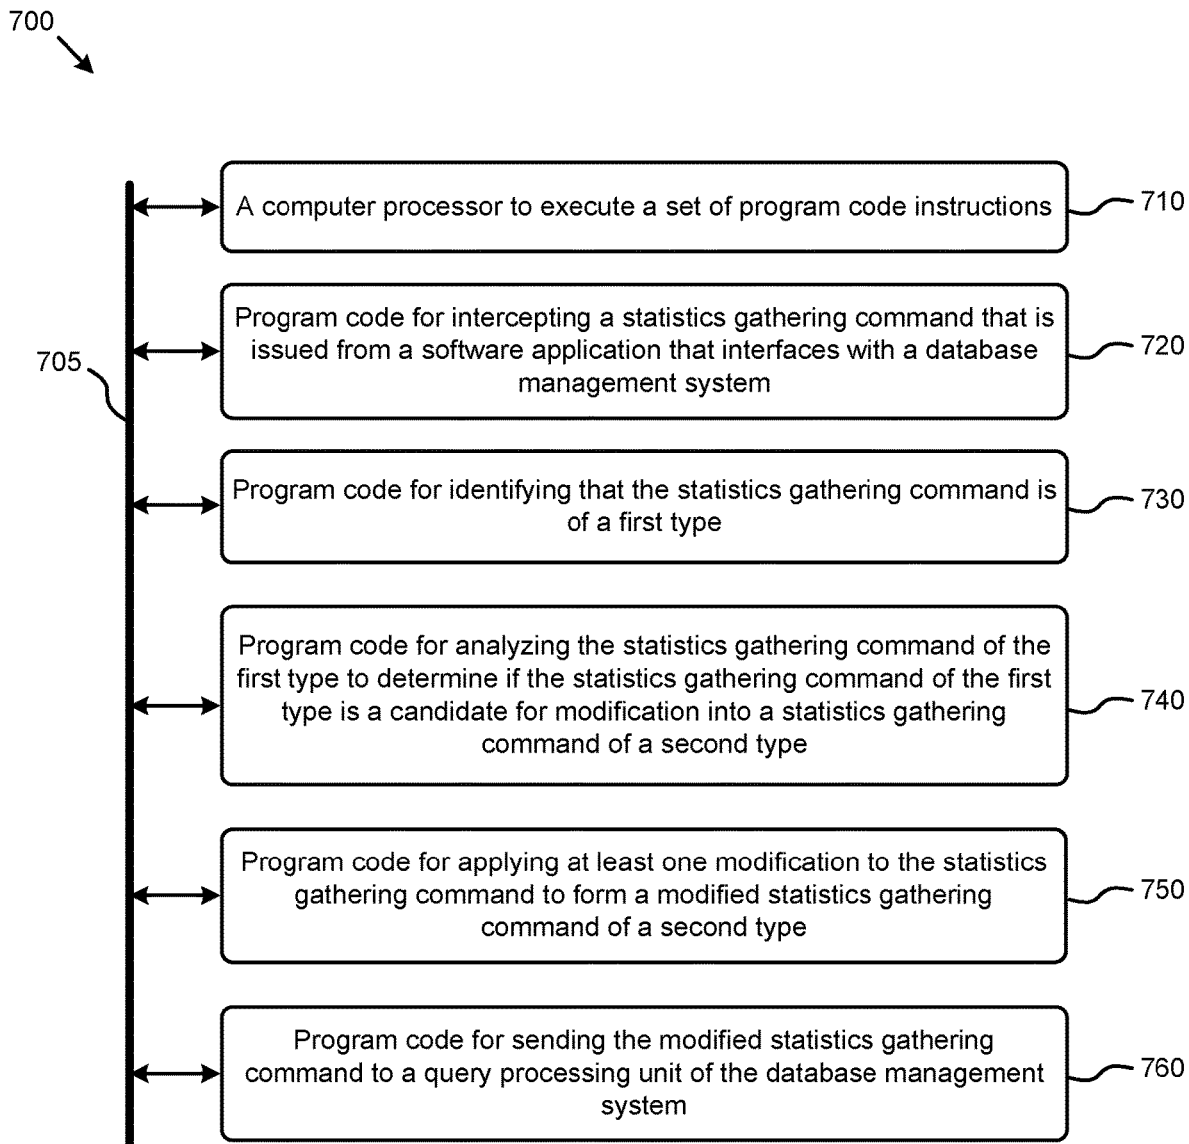 700
A computer processor to execute a set of program code instructions
710
Program code for intercepting a statistics gathering command that is
issued from a software application that interfaces with a database
management system
720
705
Program code for identifying that the statistics gathering command is
of a first type
730
Program code for analyzing the statistics gathering command of the
first type to determine if the statistics gathering command of the first
type is a candidate for modification into a statistics gathering
command of a second type
740
Program code for applying at least one modification to the statistics
gathering command to form a modified statistics gathering
command of a second type
750
Program code for sending the modified statistics gathering
command to a query processing unit of the database management
system
760